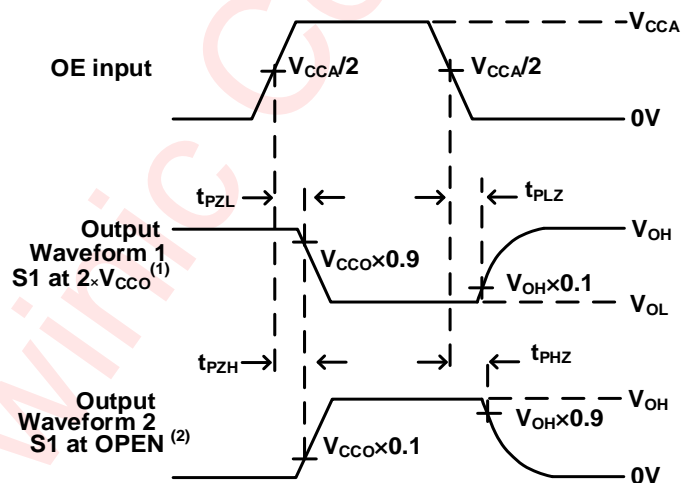 V_CCA
OE input
V_CCA/2
V_CCA/2
0V
t_PZL
t_PLZ
Output
Waveform 1
S1 at 2×V_CCO (1)
V_CCO×0.9
V_OH×0.1
V_OH
V_OL
t_PZH
t_PHZ
Output
Waveform 2
S1 at OPEN (2)
V_CCO×0.1
V_OH×0.9
V_OH
0V